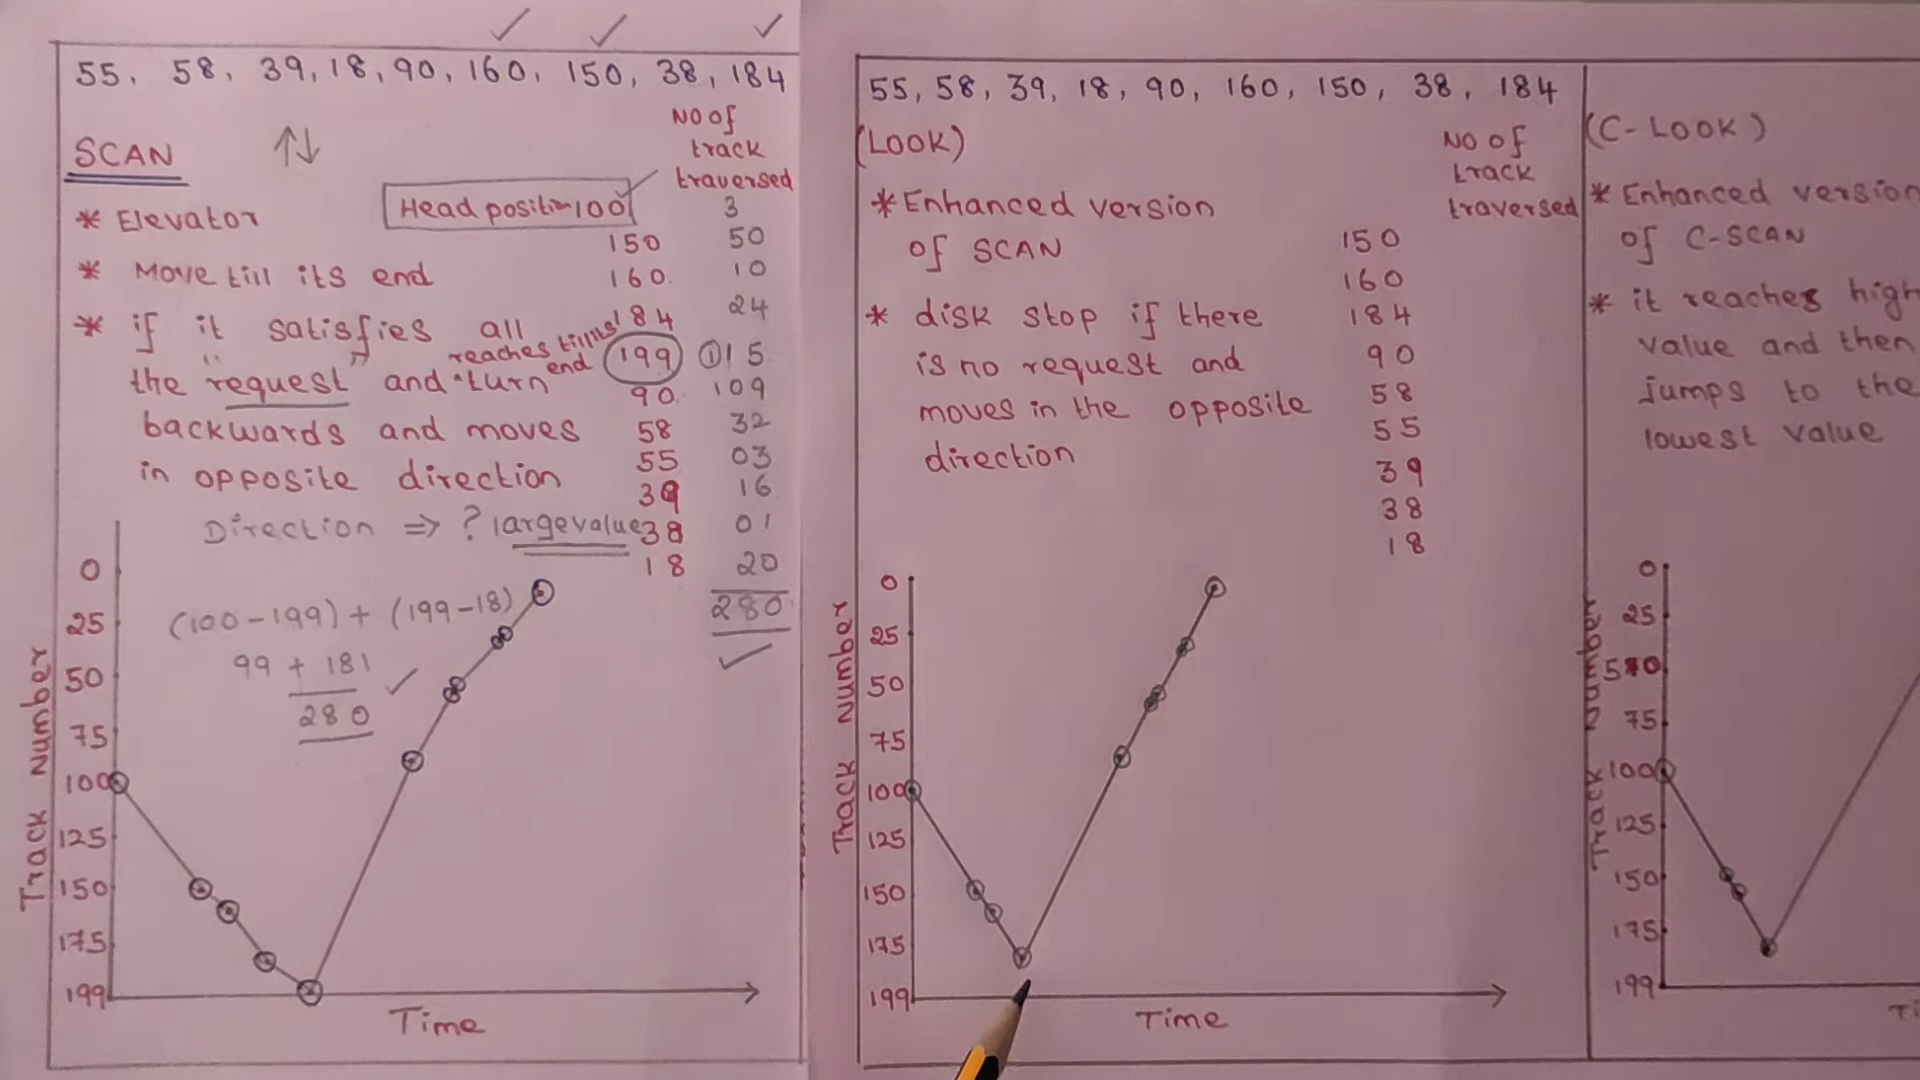 55, 58, 39, 18, 90, 160, 150, 38, 184
SCAN
No of
track
traversed
Head position 100
* Elevator
* Move till its end
* if it satisfies all
the "request" and turn
reaches till its
end
backwards and moves
in opposite direction
Direction ⇒ ? large value
150
160
184
199
90
58
55
39
38
18
3
50
10
24
① 15
109
32
03
16
01
20
280
(100-199) + (199-18)
99 + 181
280
Track Number
0
25
50
75
100
125
150
175
199
Time
55, 58, 39, 18, 90, 160, 150, 38, 184
(LOOK)
No of
track
traversed
* Enhanced version
of SCAN
* disk stop if there
is no request and
moves in the opposite
direction
150
160
184
90
58
55
39
38
18
Track Number
0
25
50
75
100
125
150
175
199
Time
(C-LOOK)
* Enhanced version
of C-SCAN
* it reaches high
value and then
jumps to the
lowest value
Track Number
0
25
75
100
125
150
175
199